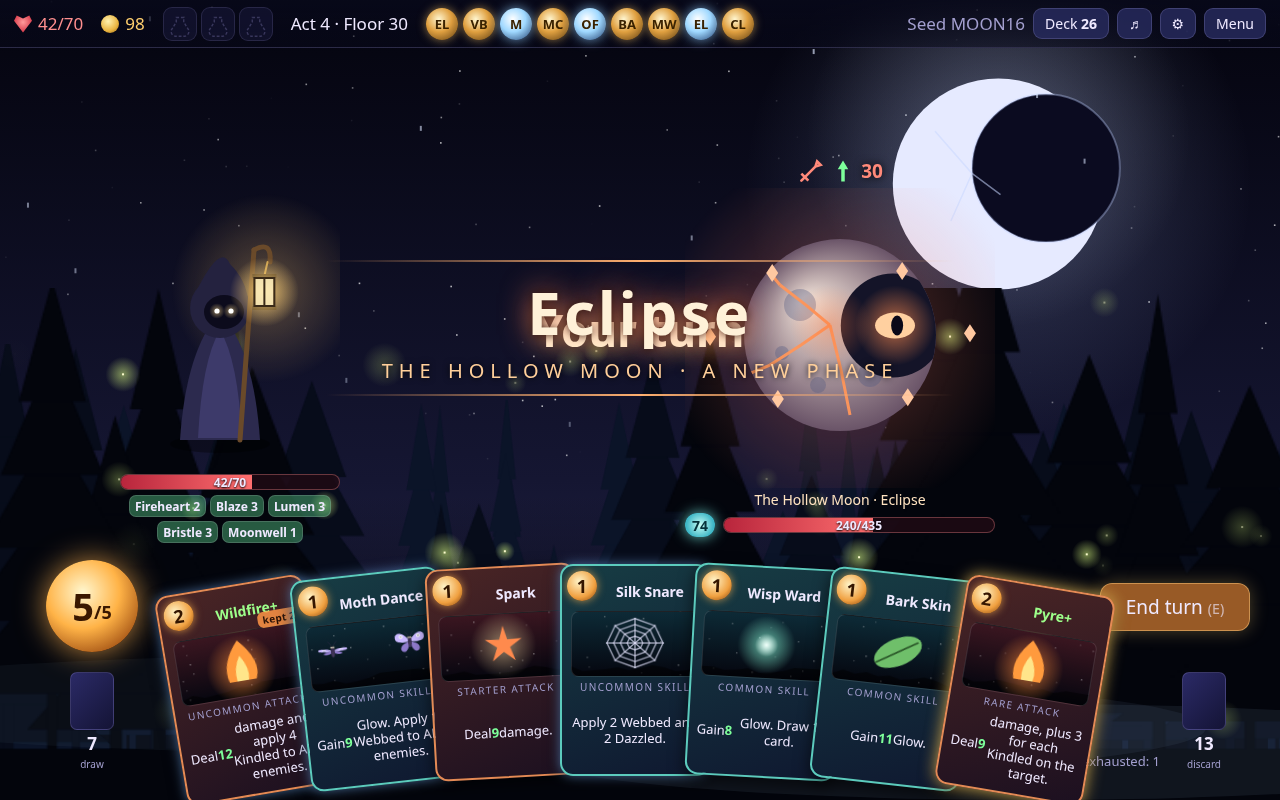 42/70 98 Act 4 · Floor 30 EL VB M MC OF BA MW EL CL Seed MOON16 Deck 26 Menu
30
Eclipse
Your turn
THE HOLLOW MOON · A NEW PHASE
42/70
Fireheart 2 Blaze 3 Lumen 3
Bristle 3 Moonwell 1
The Hollow Moon · Eclipse
74 240/435
5/5
7
draw
2 Wildfire+
kept
UNCOMMON ATTAC
Deal 12 damage and
apply 4
Kindled to A
enemies.
1 Moth Dance
UNCOMMON SKILL
Gain 9 Glow. Apply
Webbed to A
enemies.
1 Spark
STARTER ATTACK
Deal 9 damage.
1 Silk Snare
UNCOMMON SKILL
Apply 2 Webbed an
2 Dazzled.
1 Wisp Ward
COMMON SKILL
Gain 8 Glow. Draw
card.
1 Bark Skin
COMMON SKILL
Gain 11 Glow.
2 Pyre+
RARE ATTACK
Deal 9 damage, plus 3
for each
Kindled on the
target.
End turn (E)
xhausted: 1
13
discard